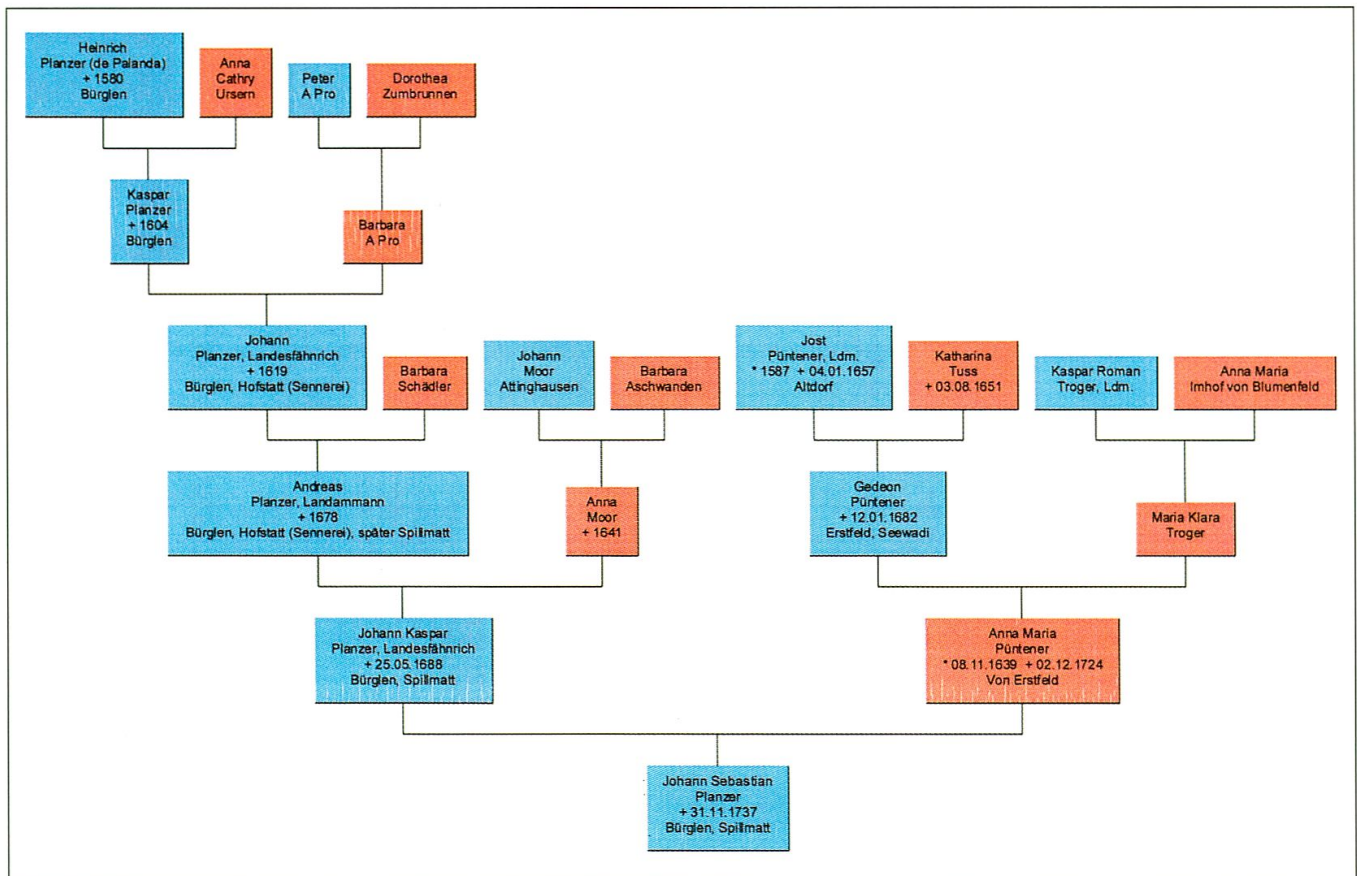 Heinrich
Planzer (de Palanda)
+ 1580
Bürglen
Anna
Cathry
Ursern
Peter
A Pro
Dorothea
Zumbrunnen
Kaspar
Planzer
+ 1604
Bürglen
Barbara
A Pro
Johann
Planzer, Landesfähnrich
+ 1619
Bürglen, Hofstatt (Sennerei)
Barbara
Schädler
Johann
Moor
Attinghausen
Barbara
Aschwanden
Jost
Püntener, Ldm.
* 1587 + 04.01.1657
Altdorf
Katharina
Tuss
+ 03.08.1651
Kaspar Roman
Troger, Ldm.
Anna Maria
Imhof von Blumenfeld
Andreas
Planzer, Landammann
+ 1678
Bürglen, Hofstatt (Sennerei), später Spillmatt
Anna
Moor
+ 1641
Gedeon
Püntener
+ 12.01.1682
Erstfeld, Seewadi
Maria Klara
Troger
Johann Kaspar
Planzer, Landesfähnrich
+ 25.05.1688
Bürglen, Spillmatt
Anna Maria
Püntener
* 08.11.1639 + 02.12.1724
Von Erstfeld
Johann Sebastian
Planzer
+ 31.11.1737
Bürglen, Spillmatt